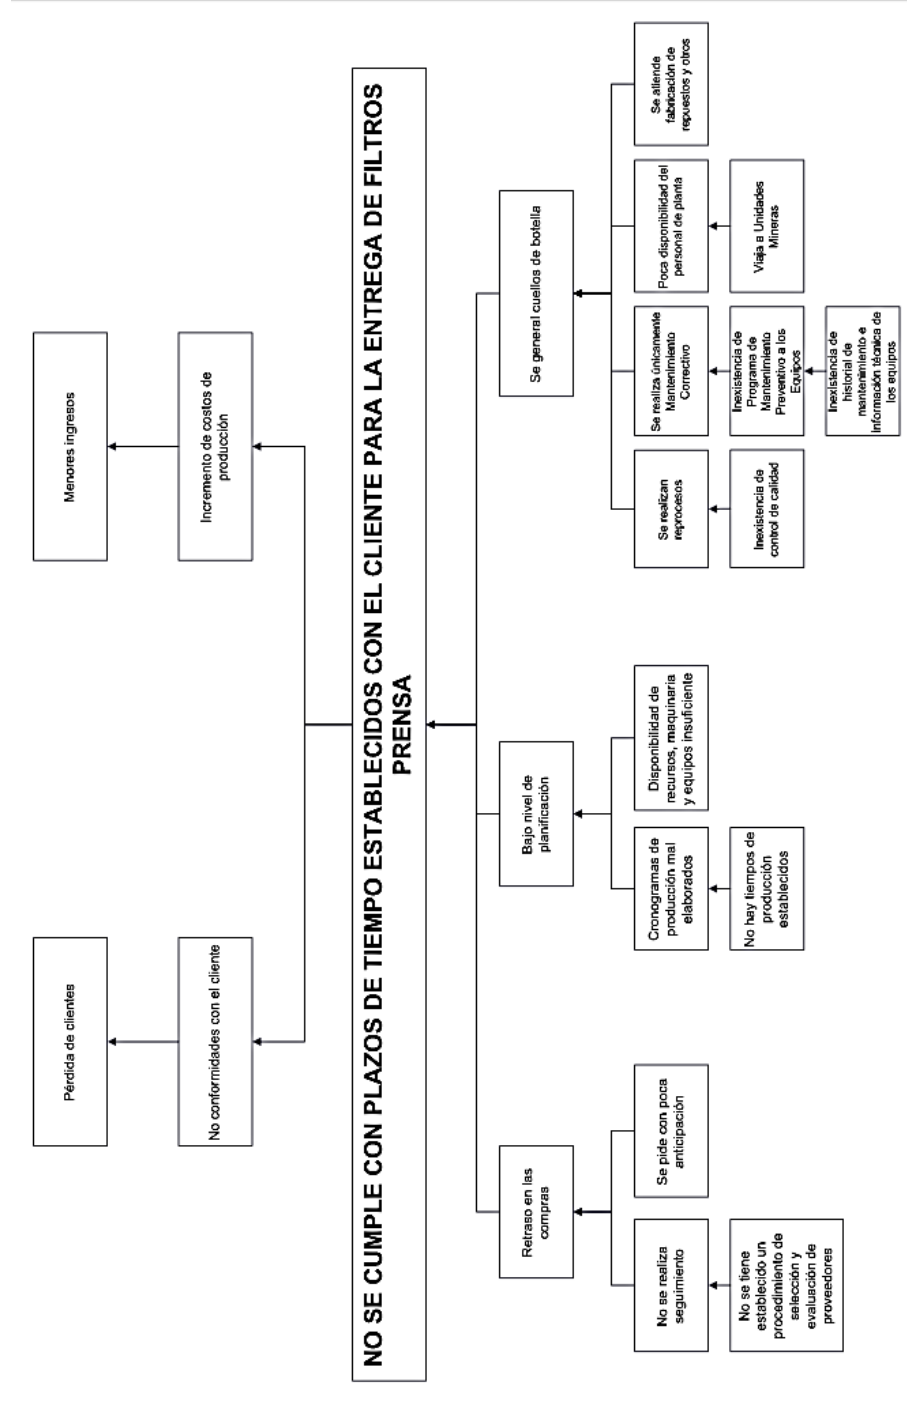 Pérdida de clientes
Menores ingresos
No conformidades con el cliente
Incremento de costos de
producción
NO SE CUMPLE CON PLAZOS DE TIEMPO ESTABLECIDOS CON EL CLIENTE PARA LA ENTREGA DE FILTROS
PRENSA
Retraso en las
compras
Bajo nivel de
planificación
Se general cuellos de botella
No se realiza
seguimiento
Se pide con poca
anticipación
Cronogramas de
producción mal
elaborados
Disponibilidad de
recursos, maquinaria
y equipos insuficiente
Se realizan
reprocesos
Se realiza únicamente
Mantenimiento
Correctivo
Poca disponibilidad del
personal de planta
Se atiende
fabricación de
repuestos y otros
No se tiene
establecido un
procedimiento de
selección y
evaluación de
proveedores
No hay tiempos de
producción
establecidos
Inexistencia de
control de calidad
Inexistencia de
Programa de
Mantenimiento
Preventivo a los
Equipos
Viaja a Unidades
Mineras
Inexistencia de
historial de
mantenimiento e
Información técnica de
los equipos